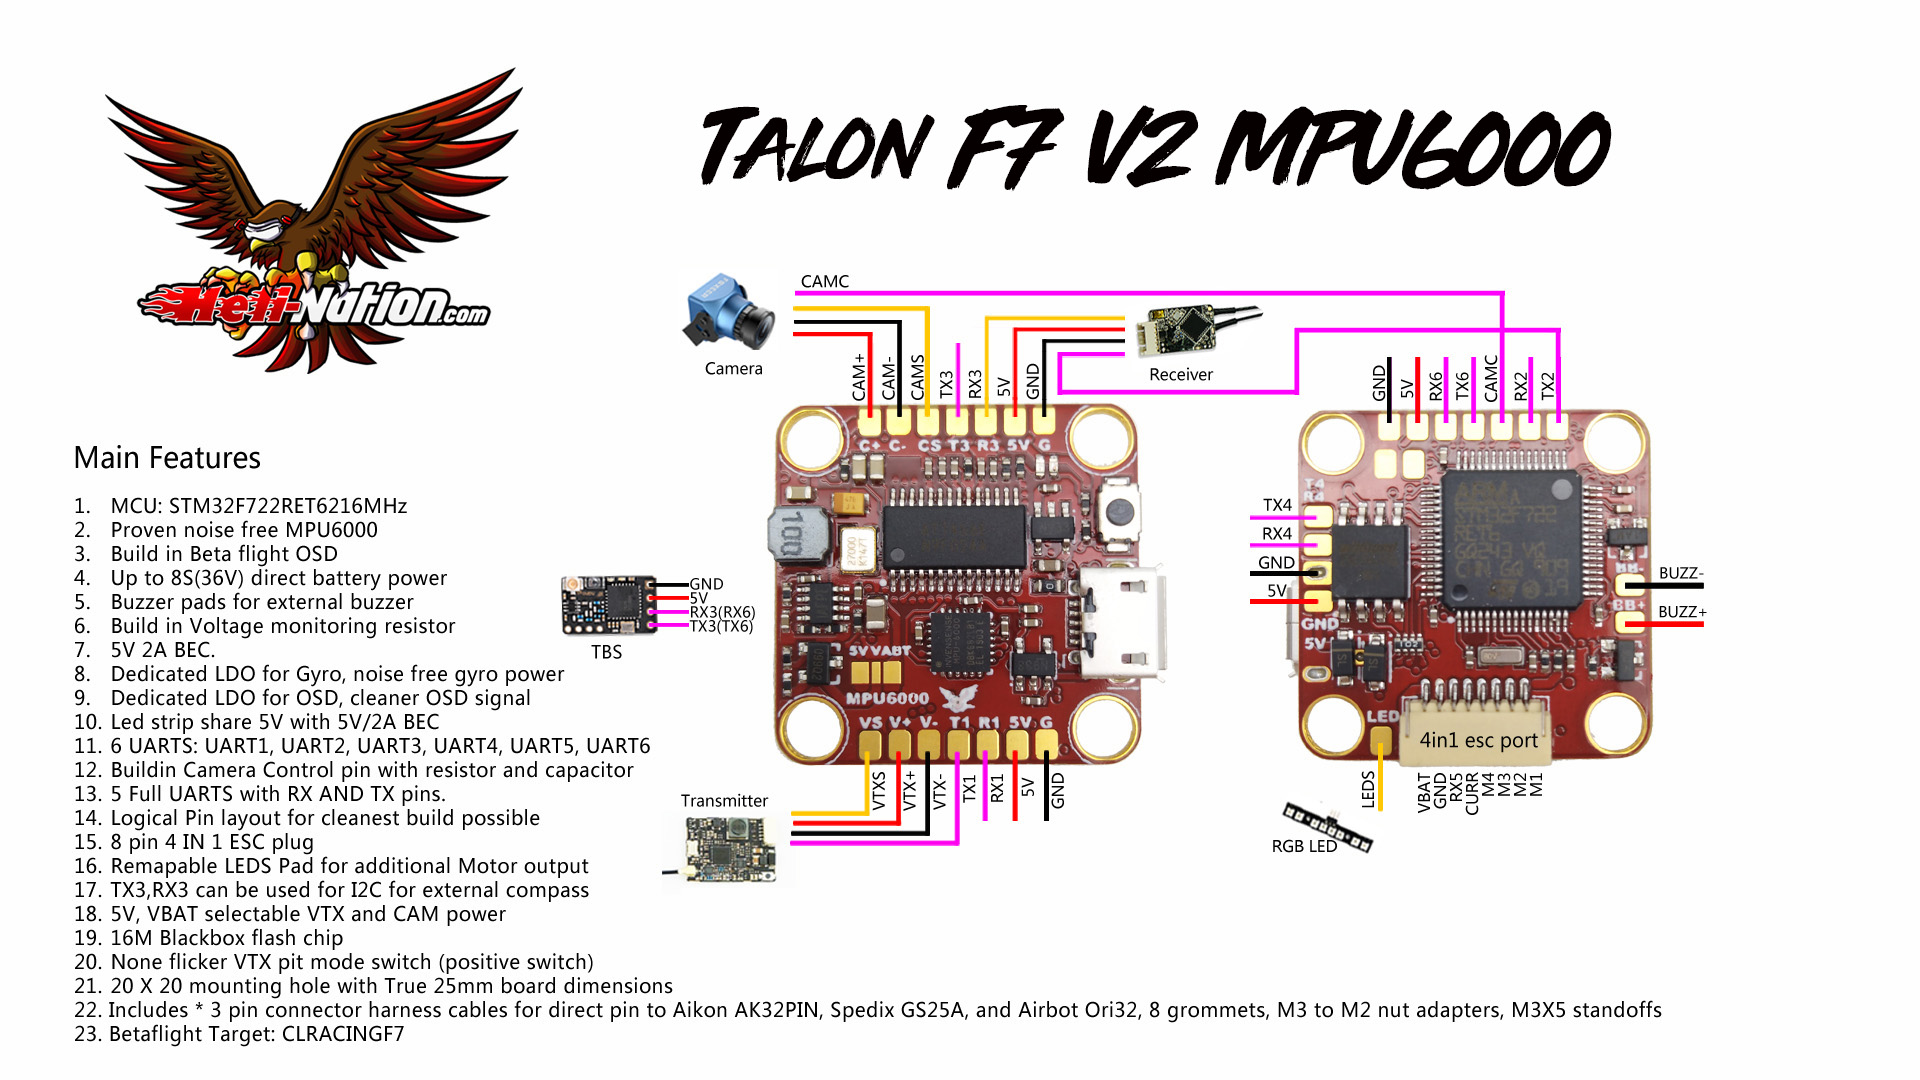 Talon F7 V2 MPU6000
Hell-Nation.com
CAMC
Camera
Receiver
CAM+
CAM-
CAMS
TX3
RX3
5V
GND
GND
5V
RX6
TX6
CAMC
RX2
TX2
C+ C- CS T3 R3 5V G
Main Features
1. MCU: STM32F722RET6216MHz
2. Proven noise free MPU6000
3. Build in Beta flight OSD
4. Up to 8S(36V) direct battery power
5. Buzzer pads for external buzzer
6. Build in Voltage monitoring resistor
7. 5V 2A BEC.
8. Dedicated LDO for Gyro, noise free gyro power
9. Dedicated LDO for OSD, cleaner OSD signal
10. Led strip share 5V with 5V/2A BEC
11. 6 UARTS: UART1, UART2, UART3, UART4, UART5, UART6
12. Buildin Camera Control pin with resistor and capacitor
13. 5 Full UARTS with RX AND TX pins.
14. Logical Pin layout for cleanest build possible
15. 8 pin 4 IN 1 ESC plug
16. Remapable LEDS Pad for additional Motor output
17. TX3,RX3 can be used for I2C for external compass
18. 5V, VBAT selectable VTX and CAM power
19. 16M Blackbox flash chip
20. None flicker VTX pit mode switch (positive switch)
21. 20 X 20 mounting hole with True 25mm board dimensions
22. Includes * 3 pin connector harness cables for direct pin to Aikon AK32PIN, Spedix GS25A, and Airbot Ori32, 8 grommets, M3 to M2 nut adapters, M3X5 standoffs
23. Betaflight Target: CLRACINGF7
GND
5V
RX3(RX6)
TX3(TX6)
TBS
100
5V VABT
MPU6000
VS V+ V- T1 R1 5V G
VTXS
VTX+
VTX-
TX1
RX1
5V
GND
Transmitter
T4
R4
TX4
RX4
GND
5V
GND
5V
BB-
BUZZ-
BB+
BUZZ+
LED
4in1 esc port
LEDS
VBAT
GND
RX5
CURR
M4
M3
M2
M1
RGB LED